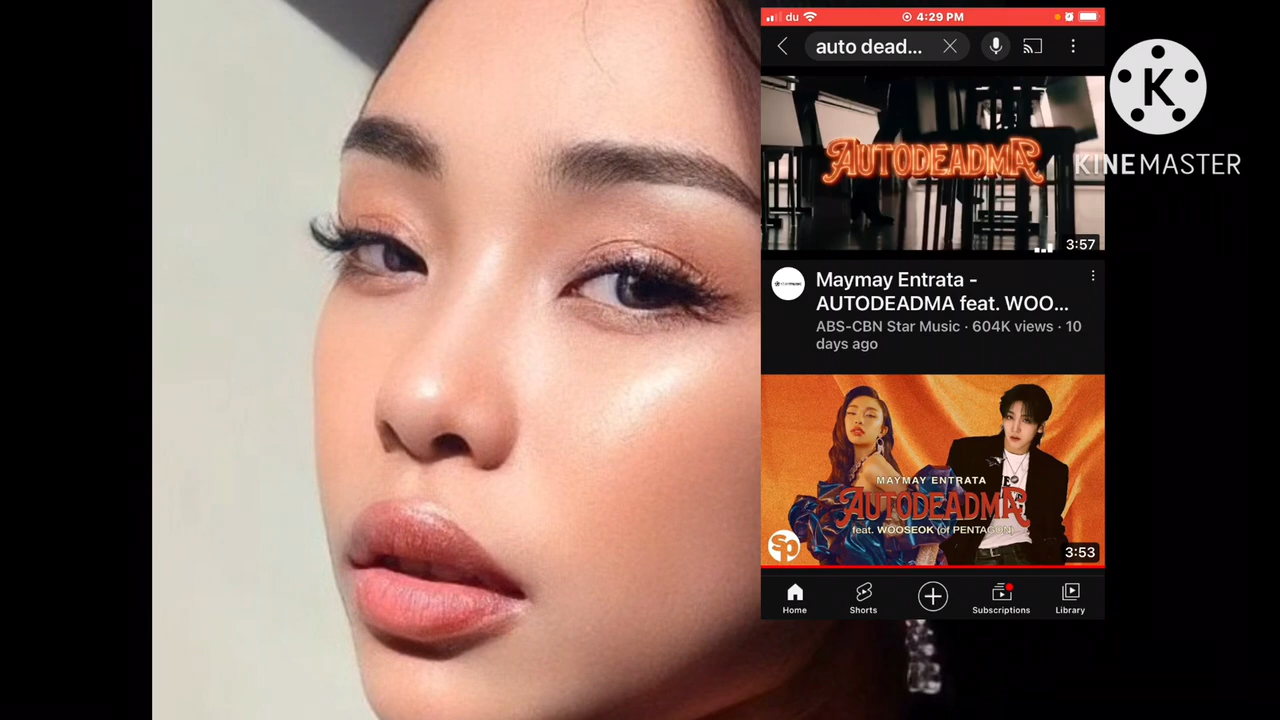 du
4:29 PM
auto dead...
AUTODEADMA
3:57
Maymay Entrata -
AUTODEADMA feat. WOO...
ABS-CBN Star Music · 604K views · 10
days ago
MAYMAY ENTRATA
AUTODEADMA
feat. WOOSEOK (of PENTAGON)
Sp
3:53
Home
Shorts
Subscriptions
Library
K
KINEMASTER